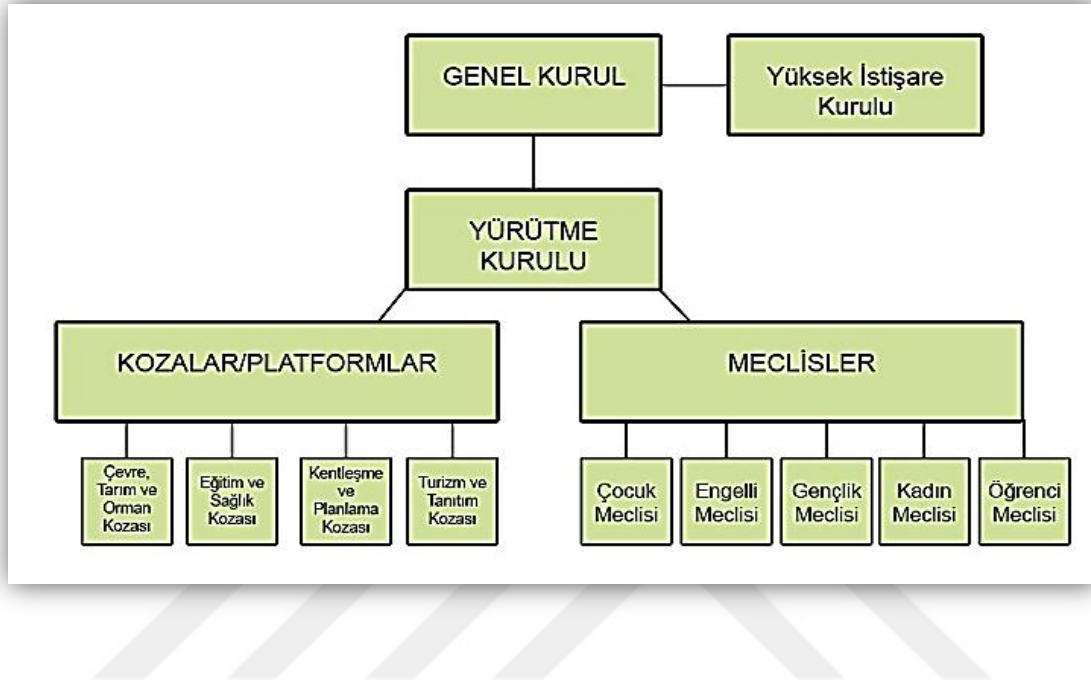 GENEL KURUL
Yüksek İstişare
Kurulu
YÜRÜTME
KURULU
KOZALAR/PLATFORMLAR
MECLİSLER
Çevre,
Tarım ve
Orman
Kozası
Eğitim ve
Sağlık
Kozası
Kentleşme
ve
Planlama
Kozası
Turizm ve
Tanıtım
Kozası
Çocuk
Meclisi
Engelli
Meclisi
Gençlik
Meclisi
Kadın
Meclisi
Öğrenci
Meclisi